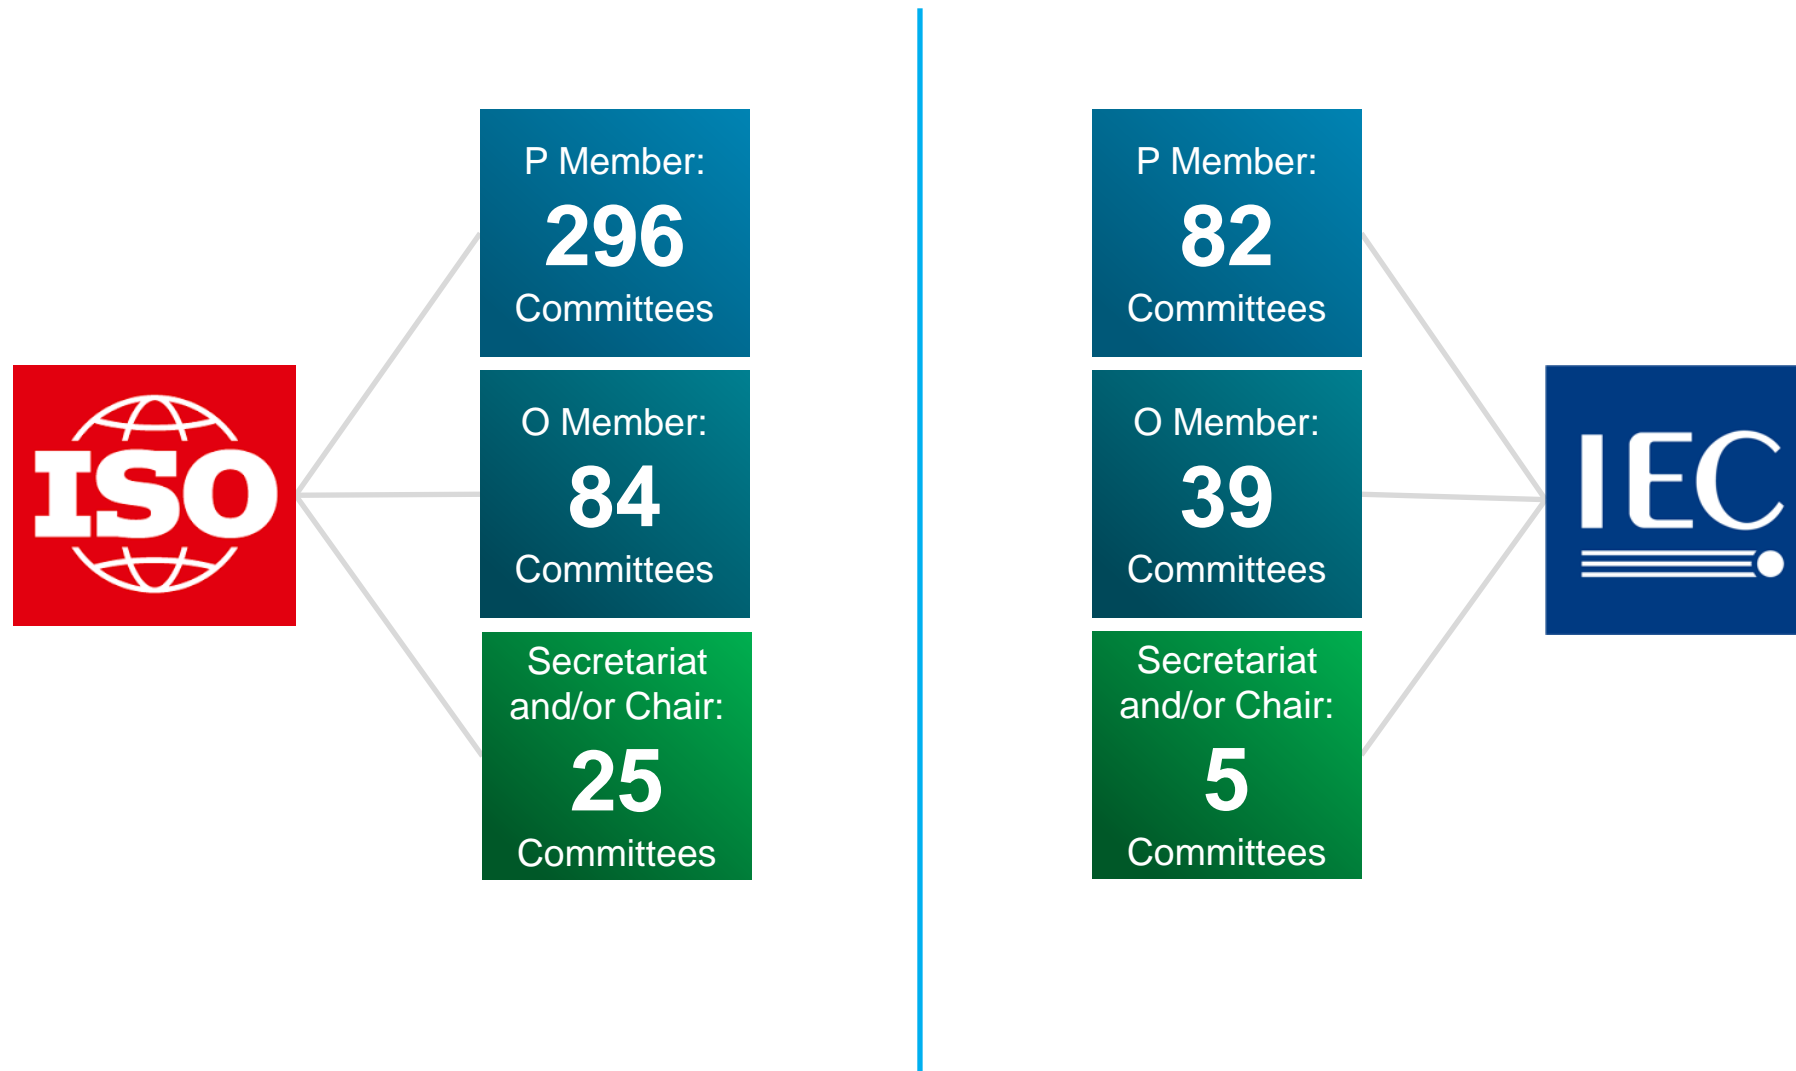 ISO
P Member:
296
Committees
O Member:
84
Committees
Secretariat
and/or Chair:
25
Committees
P Member:
82
Committees
O Member:
39
Committees
Secretariat
and/or Chair:
5
Committees
IEC